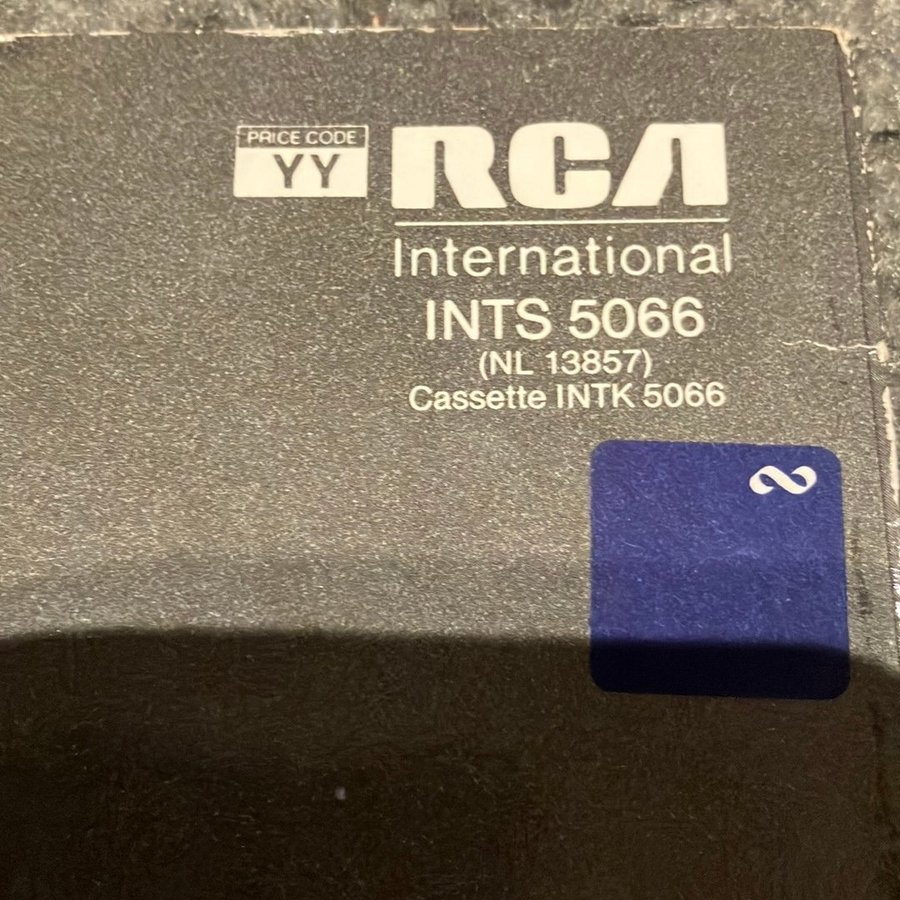 PRICE CODE
YY
RCA
International
INTS 5066
(NL 13857)
Cassette INTK 5066